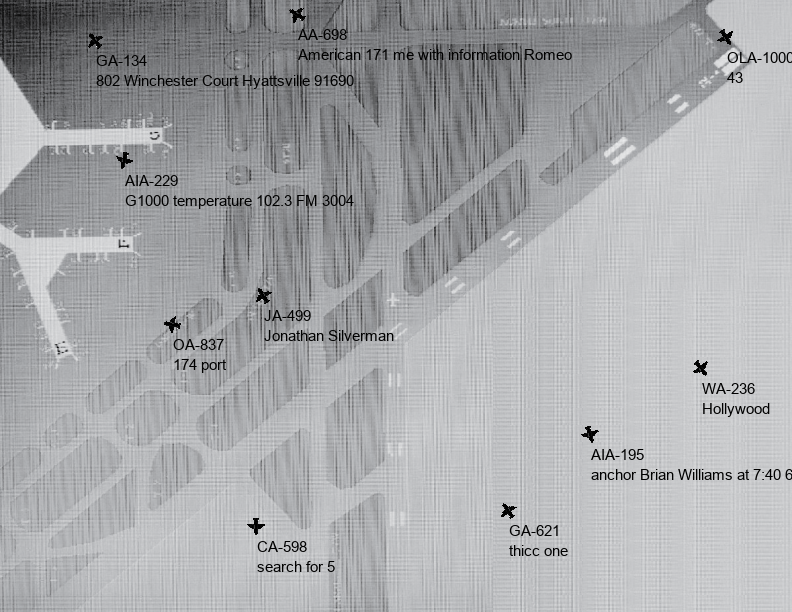 AA-698
American 171 me with information Romeo
GA-134
802 Winchester Court Hyattsville 91690
OLA-1000
43
AIA-229
G1000 temperature 102.3 FM 3004
JA-499
Jonathan Silverman
OA-837
174 port
WA-236
Hollywood
AIA-195
anchor Brian Williams at 7:40 6
GA-621
thicc one
CA-598
search for 5